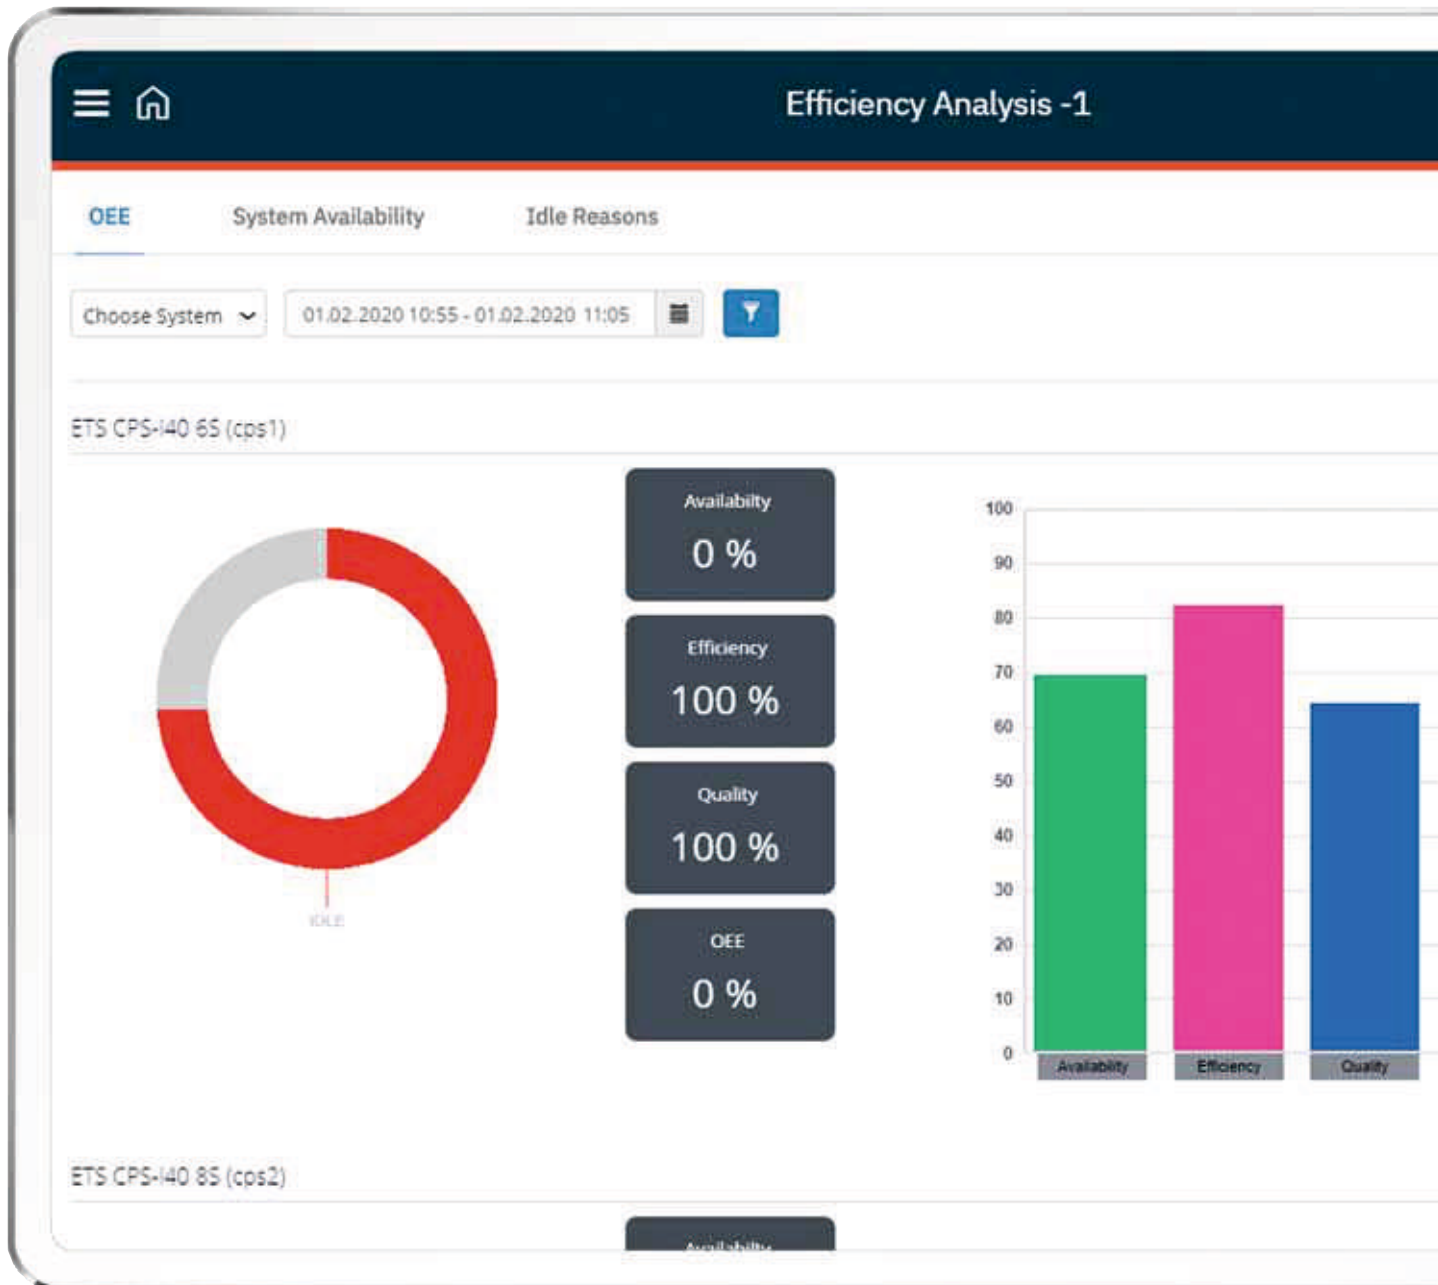 Efficiency Analysis -1
OEE System Availability Idle Reasons
Choose System 01.02.2020 10:55 - 01.02.2020 11:05
ETS CPS-i40 6S (cps1)
Availabilty
0 %
Efficiency
100 %
Quality
100 %
OEE
0 %
IDLE
100
90
80
70
60
50
40
30
20
10
0
Availability Efficiency Quality
ETS CPS-i40 8S (cps2)
Availabilty